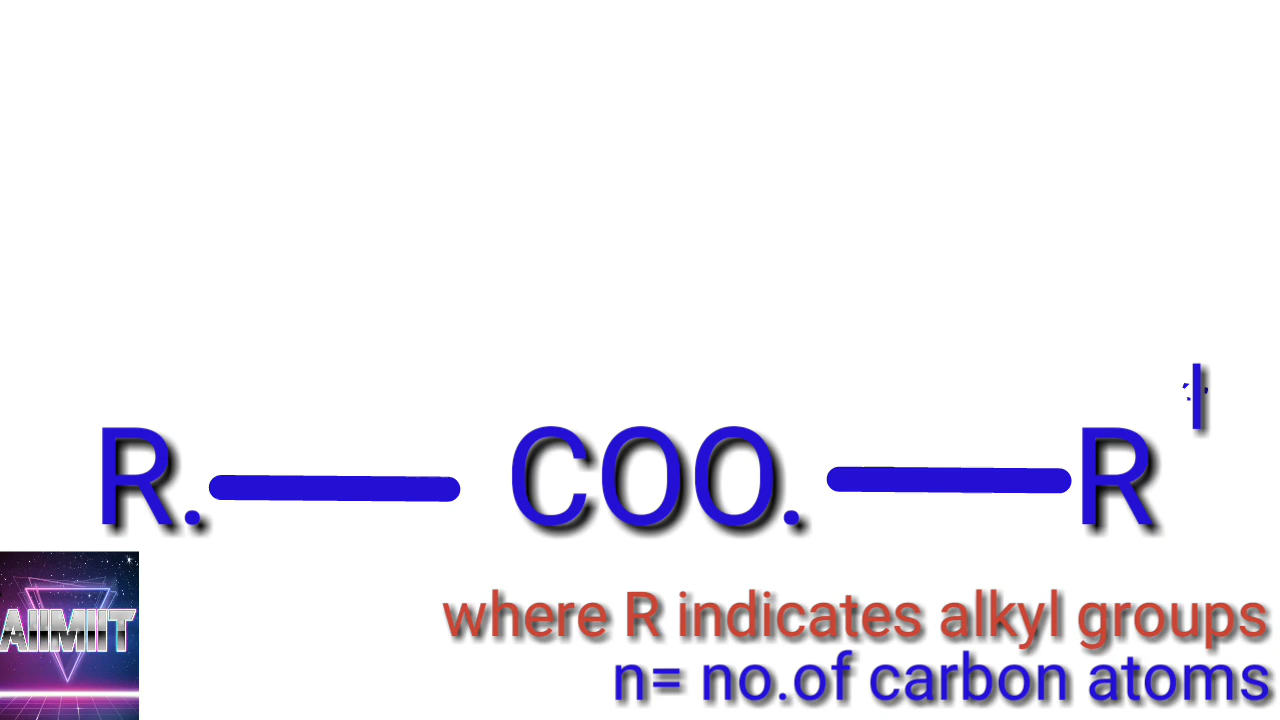 R. — COO. — R'
where R indicates alkyl groups
n= no.of carbon atoms
AIIMIIT